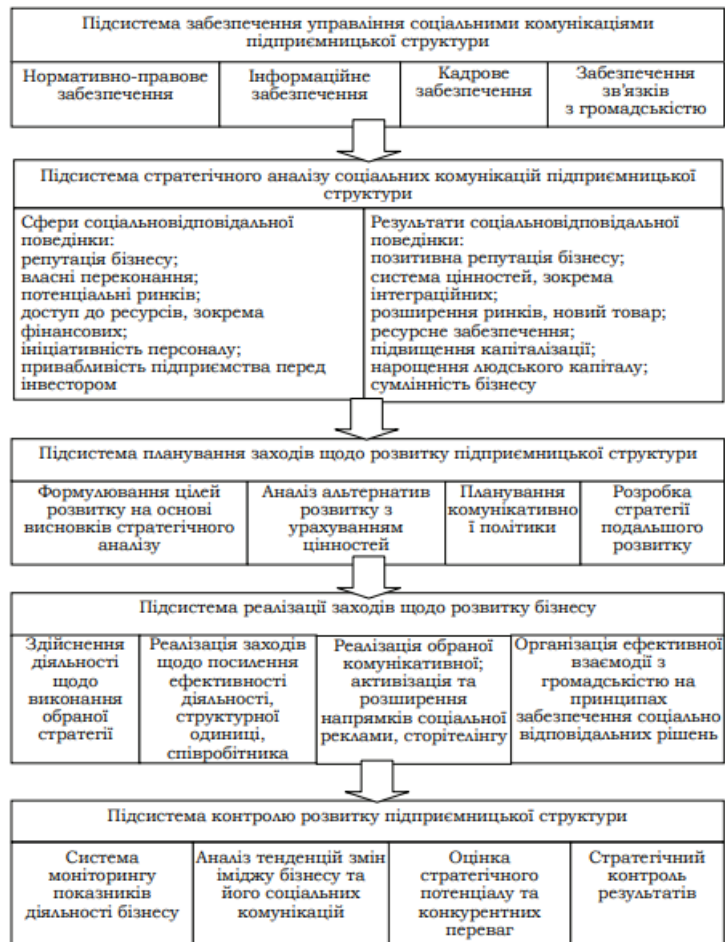 Підсистема забезпечення управління соціальними комунікаціями
підприємницької структури
Нормативно-правове
забезпечення
Інформаційне
забезпечення
Кадрове
забезпечення
Забезпечення
зв'язків
з громадськістю
Підсистема стратегічного аналізу соціальних комунікацій підприємницької
структури
Сфери соціальновідповідальної
поведінки:
репутація бізнесу;
власні переконання;
потенціальні ринків;
доступ до ресурсів, зокрема
фінансових;
ініціативність персоналу;
привабливість підприємства перед
інвестором
Результати соціальновідповідальної
поведінки:
позитивна репутація бізнесу;
система цінностей, зокрема
інтеграційних;
розширення ринків, новий товар;
ресурсне забезпечення;
підвищення капіталізації;
нарощення людського капіталу;
сумлінність бізнесу
Підсистема планування заходів щодо розвитку підприємницької структури
Формулювання цілей
розвитку на основі
висновків стратегічного
аналізу
Аналіз альтернатив
розвитку з
урахуванням
цінностей
Планування
комунікативно
ї політики
Розробка
стратегії
подальшого
розвитку
Підсистема реалізації заходів щодо розвитку бізнесу
Здійснення
діяльності
щодо
виконання
обраної
стратегії
Реалізація заходів
щодо посилення
ефективності
діяльності,
структурної
одиниці,
співробітника
Реалізація обраної
комунікативної;
активізація та
розширення
напрямків соціальної
реклами, сторітелінгу
Організація ефективної
взаємодії з
громадськістю на
принципах
забезпечення соціально
відповідальних рішень
Підсистема контролю розвитку підприємницької структури
Система
моніторингу
показників
діяльності бізнесу
Аналіз тенденцій змін
іміджу бізнесу та
його соціальних
комунікацій
Оцінка
стратегічного
потенціалу та
конкурентних
переваг
Стратегічний
контроль
результатів